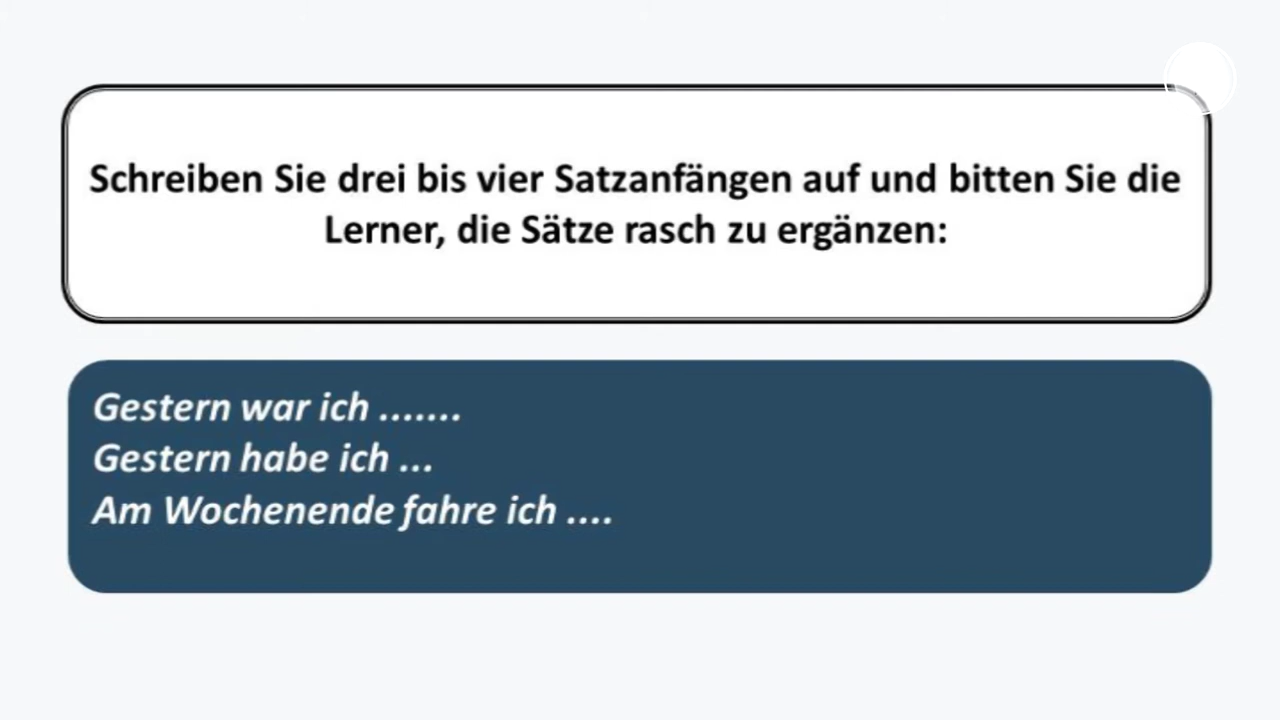 Schreiben Sie drei bis vier Satzanfängen auf und bitten Sie die
Lerner, die Sätze rasch zu ergänzen:
Gestern war ich .......
Gestern habe ich ...
Am Wochenende fahre ich ....